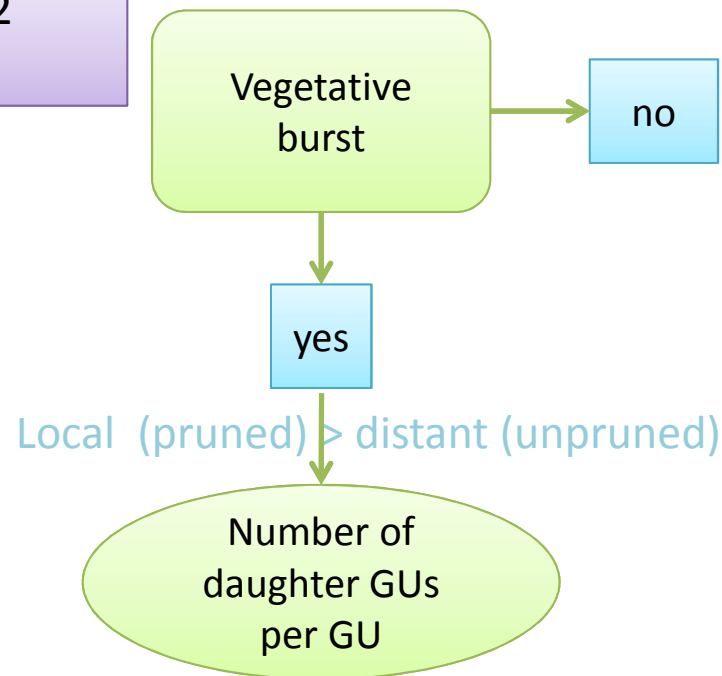 2
Vegetative
burst
no
yes
Local (pruned) > distant (unpruned)
Number of
daughter GUs
per GU